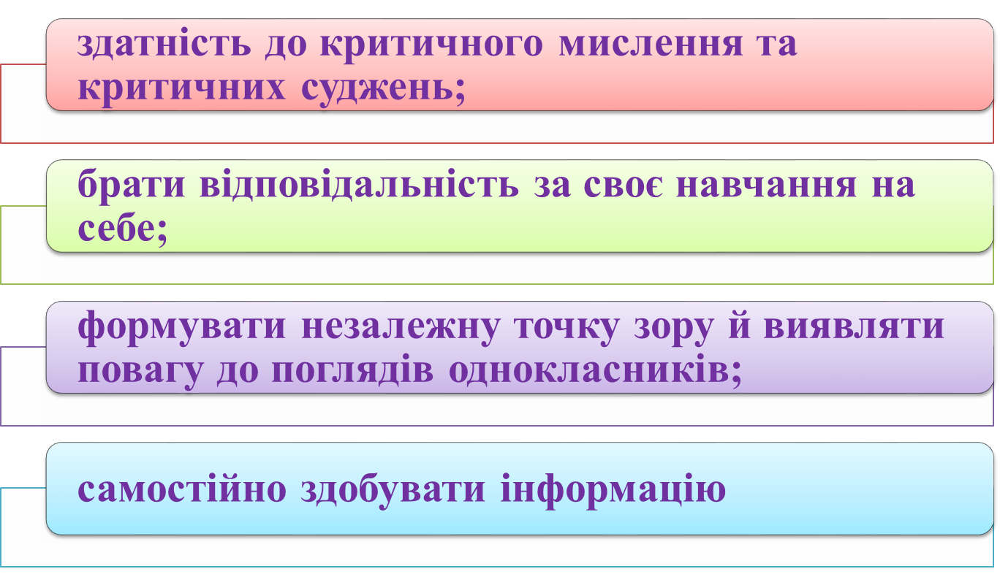 здатність до критичного мислення та
критичних суджень;
брати відповідальність за своє навчання на
себе;
формувати незалежну точку зору й виявляти
повагу до поглядів однокласників;
самостійно здобувати інформацію